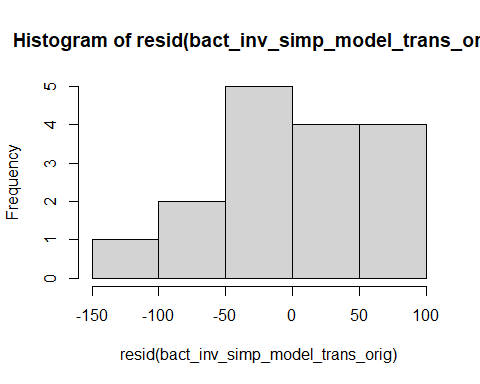 Histogram of resid(bact_inv_simp_model_trans_or
Frequency
5
4
3
2
1
0
-150 -100 -50 0 50 100
resid(bact_inv_simp_model_trans_orig)